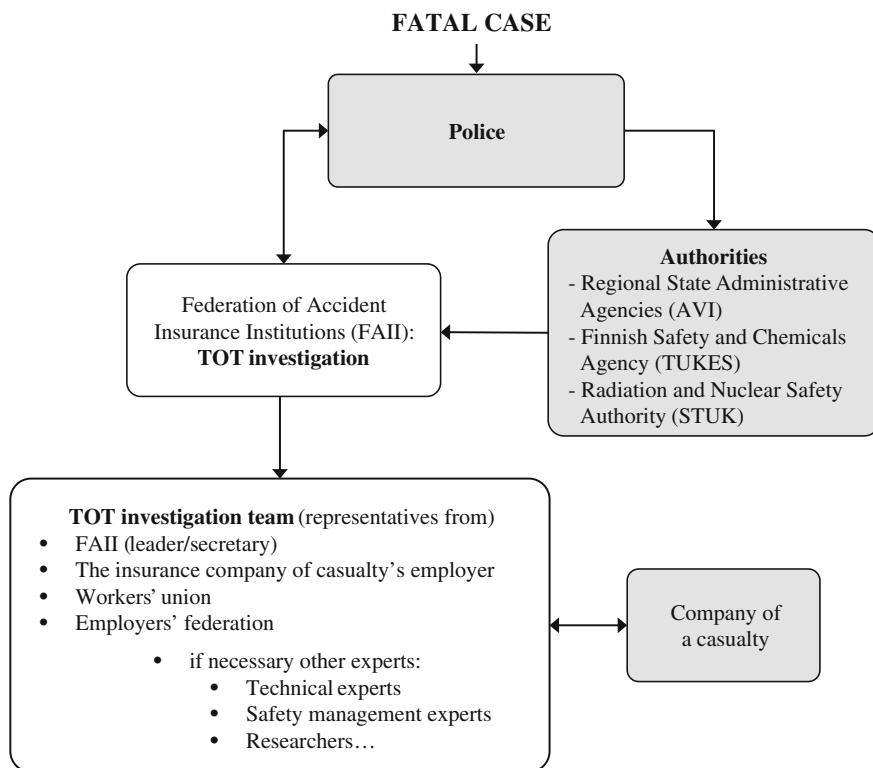 FATAL CASE
Police
Federation of Accident
Insurance Institutions (FAII):
TOT investigation
Authorities
- Regional State Administrative
Agencies (AVI)
- Finnish Safety and Chemicals
Agency (TUKES)
- Radiation and Nuclear Safety
Authority (STUK)
TOT investigation team (representatives from)
• FAII (leader/secretary)
• The insurance company of casualty’s employer
• Workers’ union
• Employers’ federation
• if necessary other experts:
• Technical experts
• Safety management experts
• Researchers…
Company of
a casualty